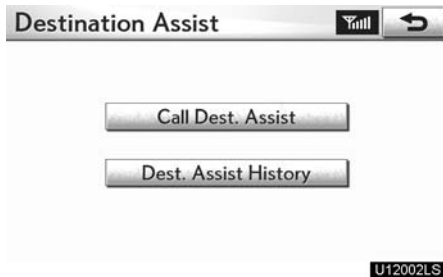 Destination Assist
Call Dest. Assist
Dest. Assist History
U12002LS